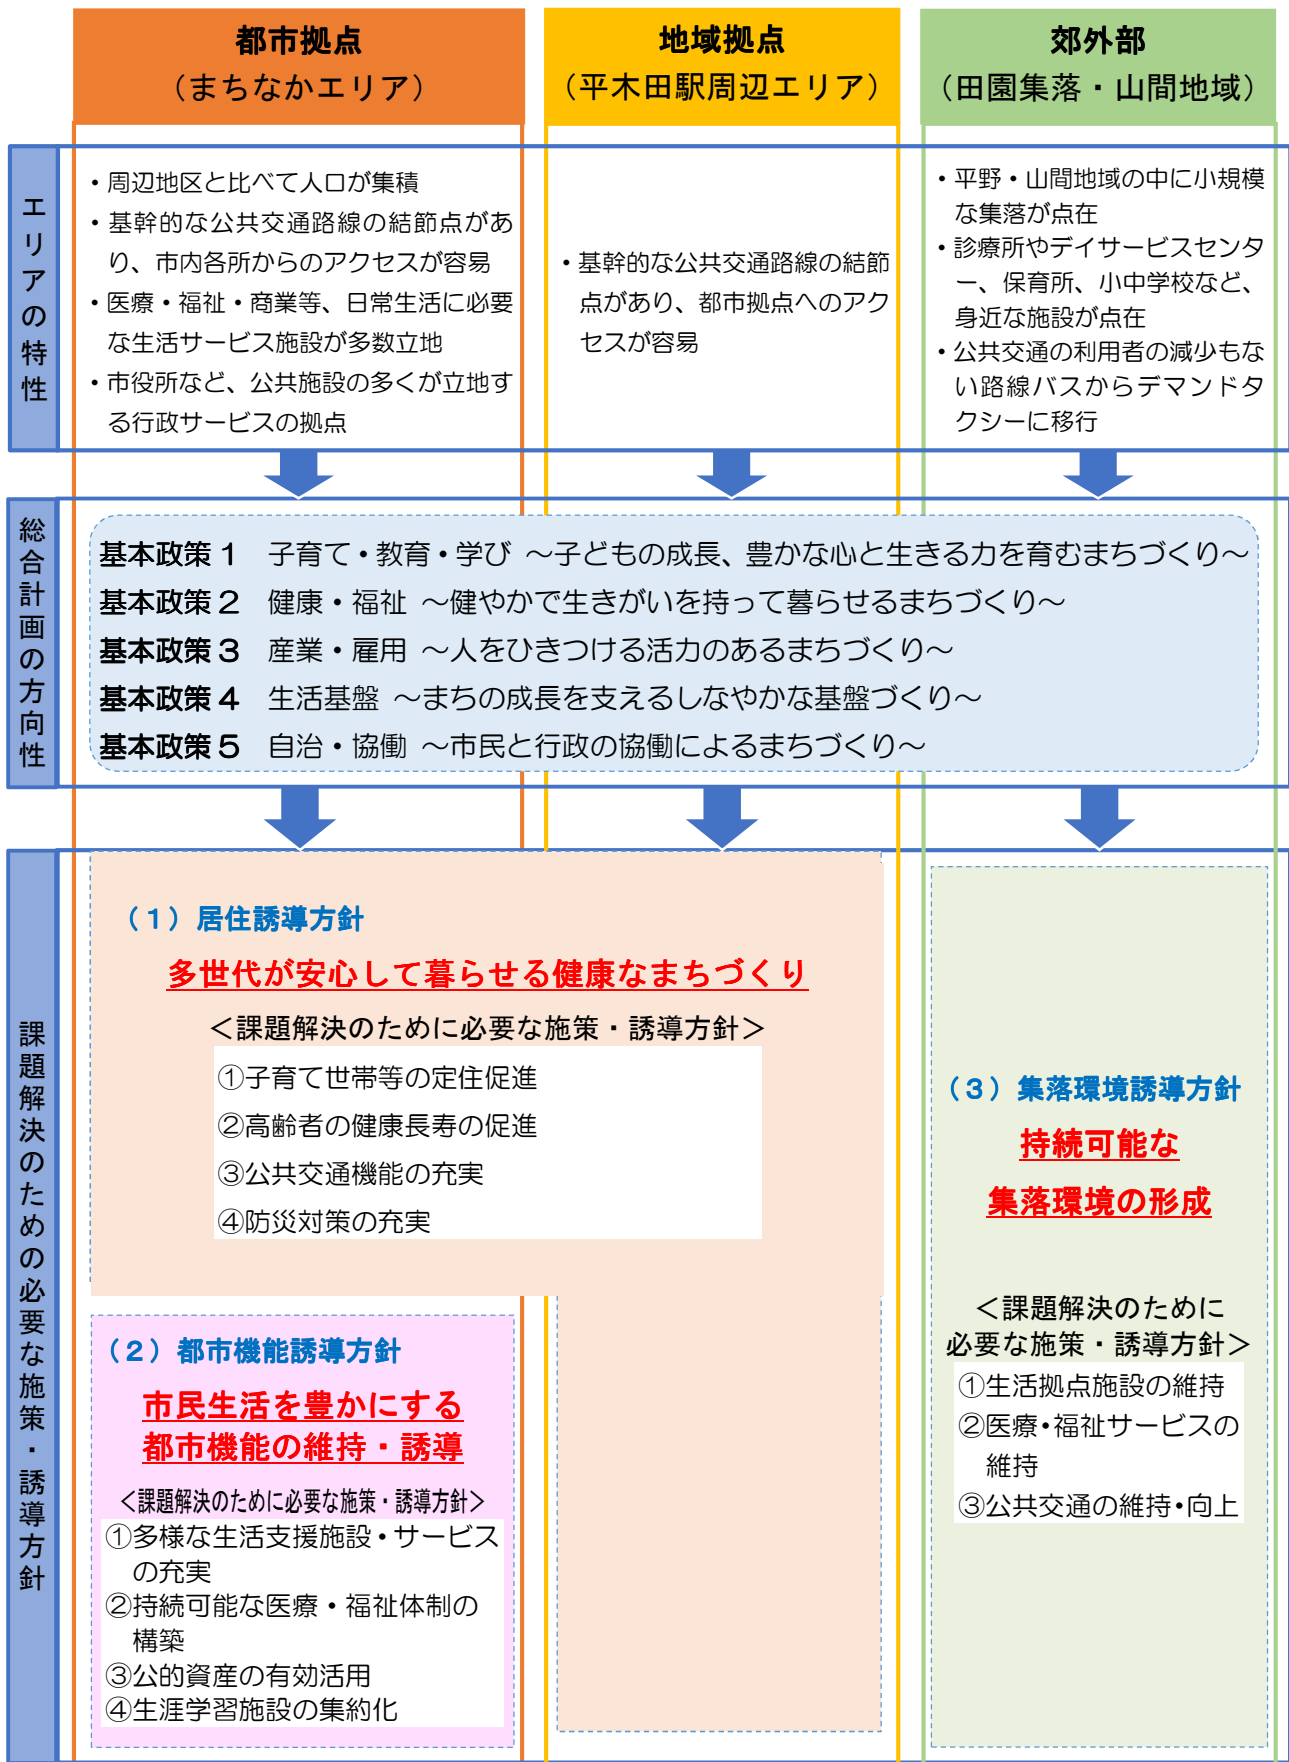 都市拠点
（まちなかエリア）
地域拠点
（平木田駅周辺エリア）
郊外部
（田園集落・山間地域）
エリアの特性
・周辺地区と比べて人口が集積
・基幹的な公共交通路線の結節点があ
り、市内各所からのアクセスが容易
・医療・福祉・商業等、日常生活に必要
な生活サービス施設が多数立地
・市役所など、公共施設の多くが立地す
る行政サービスの拠点
・基幹的な公共交通路線の結節
点があり、都市拠点へのアク
セスが容易
・平野・山間地域の中に小規模
な集落が点在
・診療所やデイサービスセンタ
ー、保育所、小中学校など、
身近な施設が点在
・公共交通の利用者の減少もな
い路線バスからデマンドタ
クシーに移行
総合計画の方向性
基本政策１　子育て・教育・学び ～子どもの成長、豊かな心と生きる力を育むまちづくり～
基本政策２　健康・福祉 ～健やかで生きがいを持って暮らせるまちづくり～
基本政策３　産業・雇用 ～人をひきつける活力のあるまちづくり～
基本政策４　生活基盤 ～まちの成長を支えるしなやかな基盤づくり～
基本政策５　自治・協働 ～市民と行政の協働によるまちづくり～
課題解決のための必要な施策・誘導方針
（１）居住誘導方針
多世代が安心して暮らせる健康なまちづくり
＜課題解決のために必要な施策・誘導方針＞
①子育て世帯等の定住促進
②高齢者の健康長寿の促進
③公共交通機能の充実
④防災対策の充実
（２）都市機能誘導方針
市民生活を豊かにする
都市機能の維持・誘導
＜課題解決のために必要な施策・誘導方針＞
①多様な生活支援施設・サービス
の充実
②持続可能な医療・福祉体制の
構築
③公的資産の有効活用
④生涯学習施設の集約化
（３）集落環境誘導方針
持続可能な
集落環境の形成
＜課題解決のために
必要な施策・誘導方針＞
①生活拠点施設の維持
②医療・福祉サービスの
維持
③公共交通の維持・向上